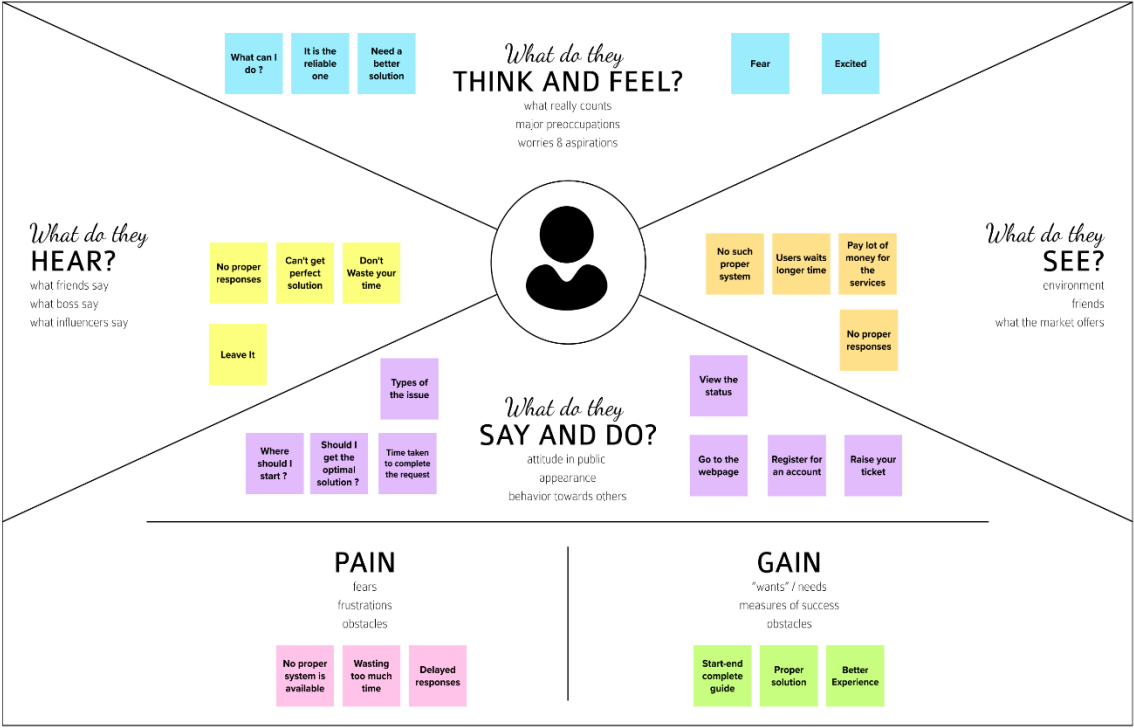 What do they
THINK AND FEEL?
what really counts
major preoccupations
worries & aspirations
What can I
do ?
It is the
reliable
one
Need a
better
solution
Fear
Excited
What do they
HEAR?
what friends say
what boss say
what influencers say
No proper
responses
Can't get
perfect
solution
Don't
Waste your
time
Leave It
What do they
SEE?
environment
friends
what the market offers
No such
proper
system
Users waits
longer time
Pay lot of
money for
the
services
No proper
responses
What do they
SAY AND DO?
attitude in public
appearance
behavior towards others
Types of
the issue
Where
should I
start ?
Should I
get the
optimal
solution ?
Time taken
to complete
the request
View the
status
Go to the
webpage
Register for
an account
Raise your
ticket
PAIN
fears
frustrations
obstacles
No proper
system is
available
Wasting
too much
time
Delayed
responses
GAIN
"wants" / needs
measures of success
obstacles
Start-end
complete
guide
Proper
solution
Better
Experience